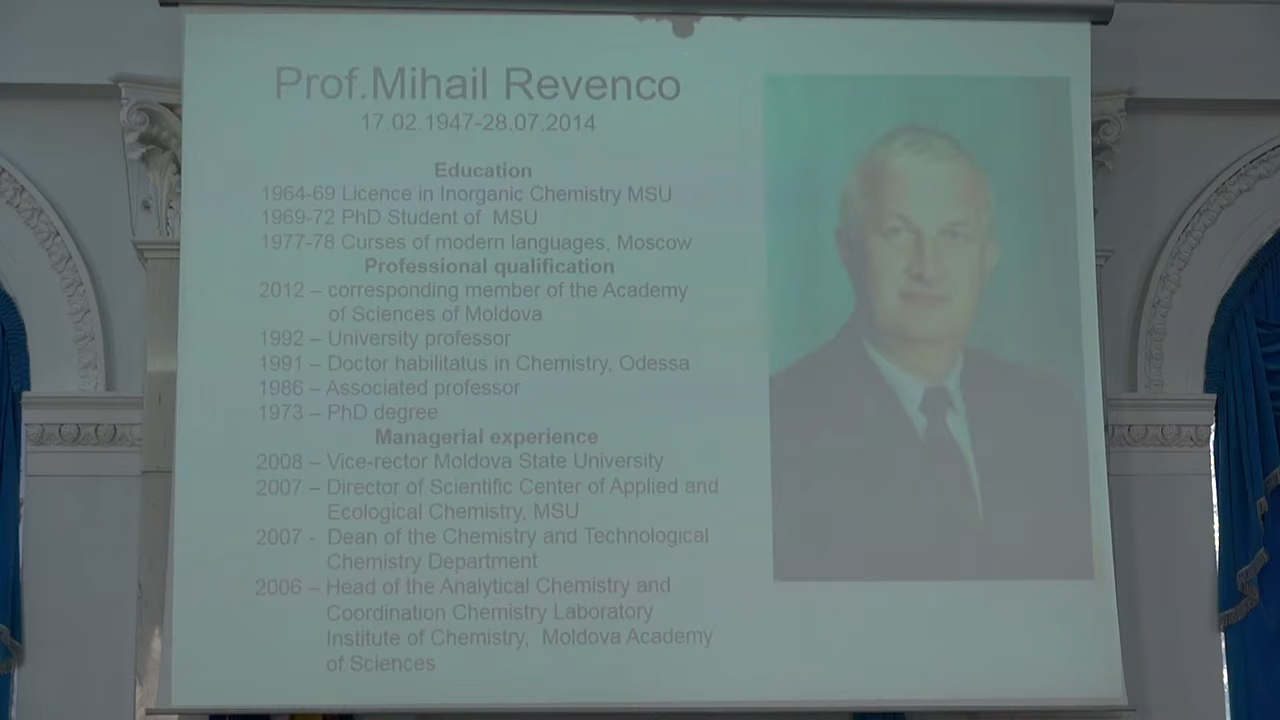 Prof.Mihail Revenco
17.02.1947-28.07.2014
Education
1964-69 Licence in Inorganic Chemistry MSU
1969-72 PhD Student of MSU
1977-78 Curses of modern languages, Moscow
Professional qualification
2012 – corresponding member of the Academy
of Sciences of Moldova
1992 – University professor
1991 – Doctor habilitatus in Chemistry, Odessa
1986 – Associated professor
1973 – PhD degree
Managerial experience
2008 – Vice-rector Moldova State University
2007 – Director of Scientific Center of Applied and
Ecological Chemistry, MSU
2007 - Dean of the Chemistry and Technological
Chemistry Department
2006 – Head of the Analytical Chemistry and
Coordination Chemistry Laboratory
Institute of Chemistry, Moldova Academy
of Sciences